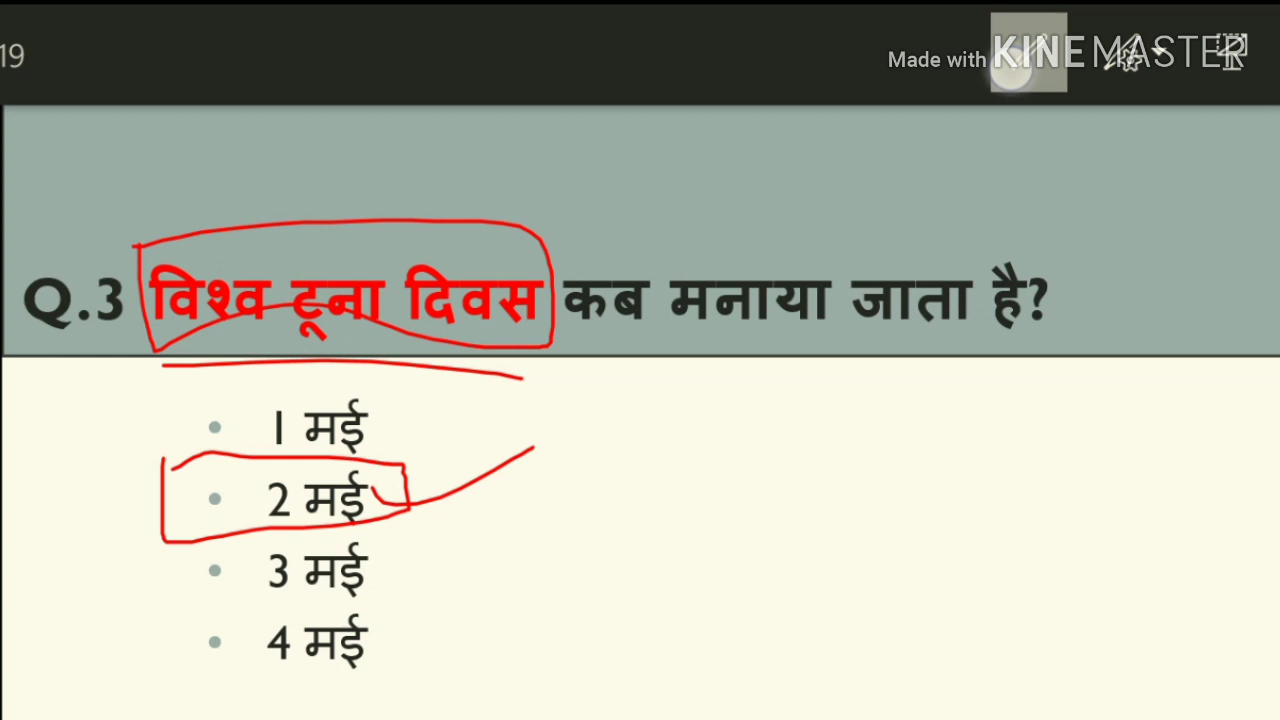 19
Made with KINEMASTER
Q.3 विश्व टूना दिवस कब मनाया जाता है?
• 1 मई
• 2 मई
• 3 मई
• 4 मई